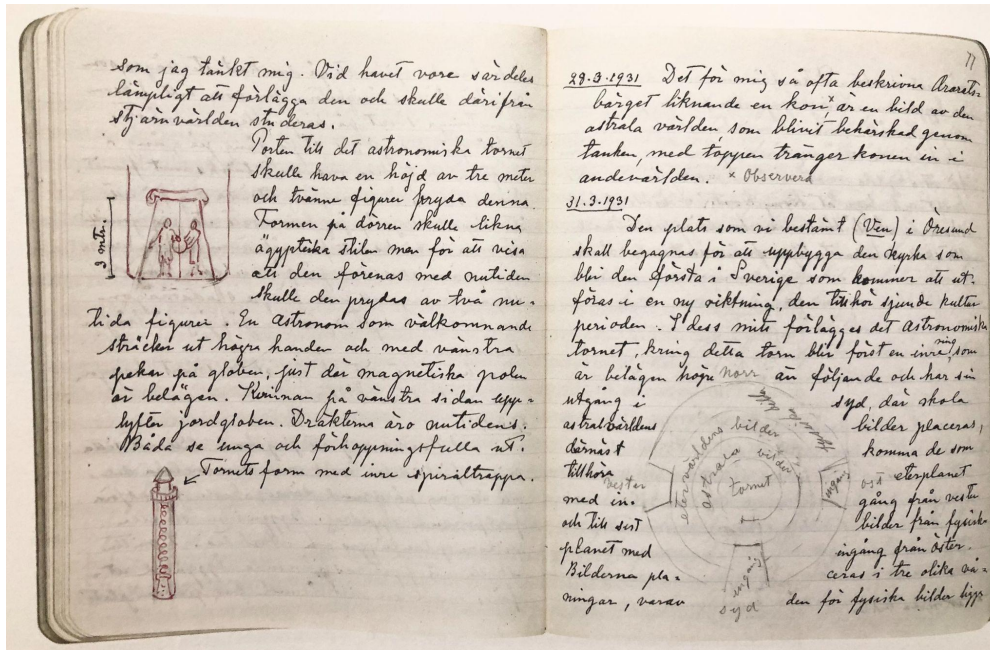 som jag tänkt mig. Vid havet vore särdeles
lämpligt att förlägga den och skulle därifrån
stjärnvärlden studeras.
Porten till det astronomiska tornet
skulle hava en höjd av tre meter
och tvänne figurer pryda denna.
Formen på dörren skulle likna
ägyptiska stilen men för att visa
att den förenas med nutiden
skulle den prydas av två nu-
tida figurer. En astronom som välkomnande
sträcker ut högra handen och med vänstra
pekar på globen, just där magnetiska polen
är belägen. Kvinnan på vänstra sidan upp-
lyfter jordgloben. Dräkterna äro nutidens.
Båda se unga och förhoppningsfulla ut.
Tornets form med inre spiraltrappa.
3 mtr.
77
29.3.1931 Det för mig så ofta beskrivna Ararats-
bärget liknande en kon x är en bild av den
astrala världen, som blivit behärskad genom
tanken, med toppen tränger konen in i
andevärlden. x Observera
31.3.1931
Den plats som vi bestämt (Ven) i Öresund
skall begagnas för att uppbygga den kyrka som
blir den första i Sverige som kommer att ut-
föras i en ny riktning, den tillhör sjunde kultur
perioden. I dess mitt förlägges det astronomiska
tornet, kring detta torn blir först en inre ring, som
är belägen högre än följande och har sin
utgång i syd, där skola
astralvärldens bilder placeras,
därnäst komma de som
tillhöra eterplanet
med in- gång från väster
och till sist bilder från fysiska
planet med ingång från öster.
Bilderna pla- ceras i tre olika vå-
ningar, varav den för fysiska bilder ligger
norr
vester
ost
syd
fysiska bilder
etervärldens bilder
astrala bilder
tornet
ingång
ingång